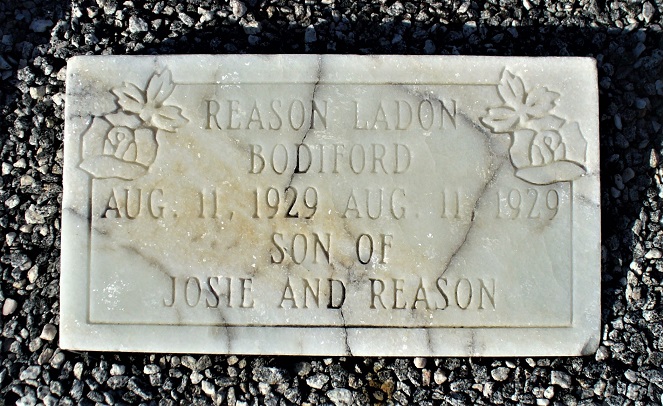 REASON LADON
BODIFORD
AUG. 11, 1929 AUG. 11, 1929
SON OF
JOSIE AND REASON